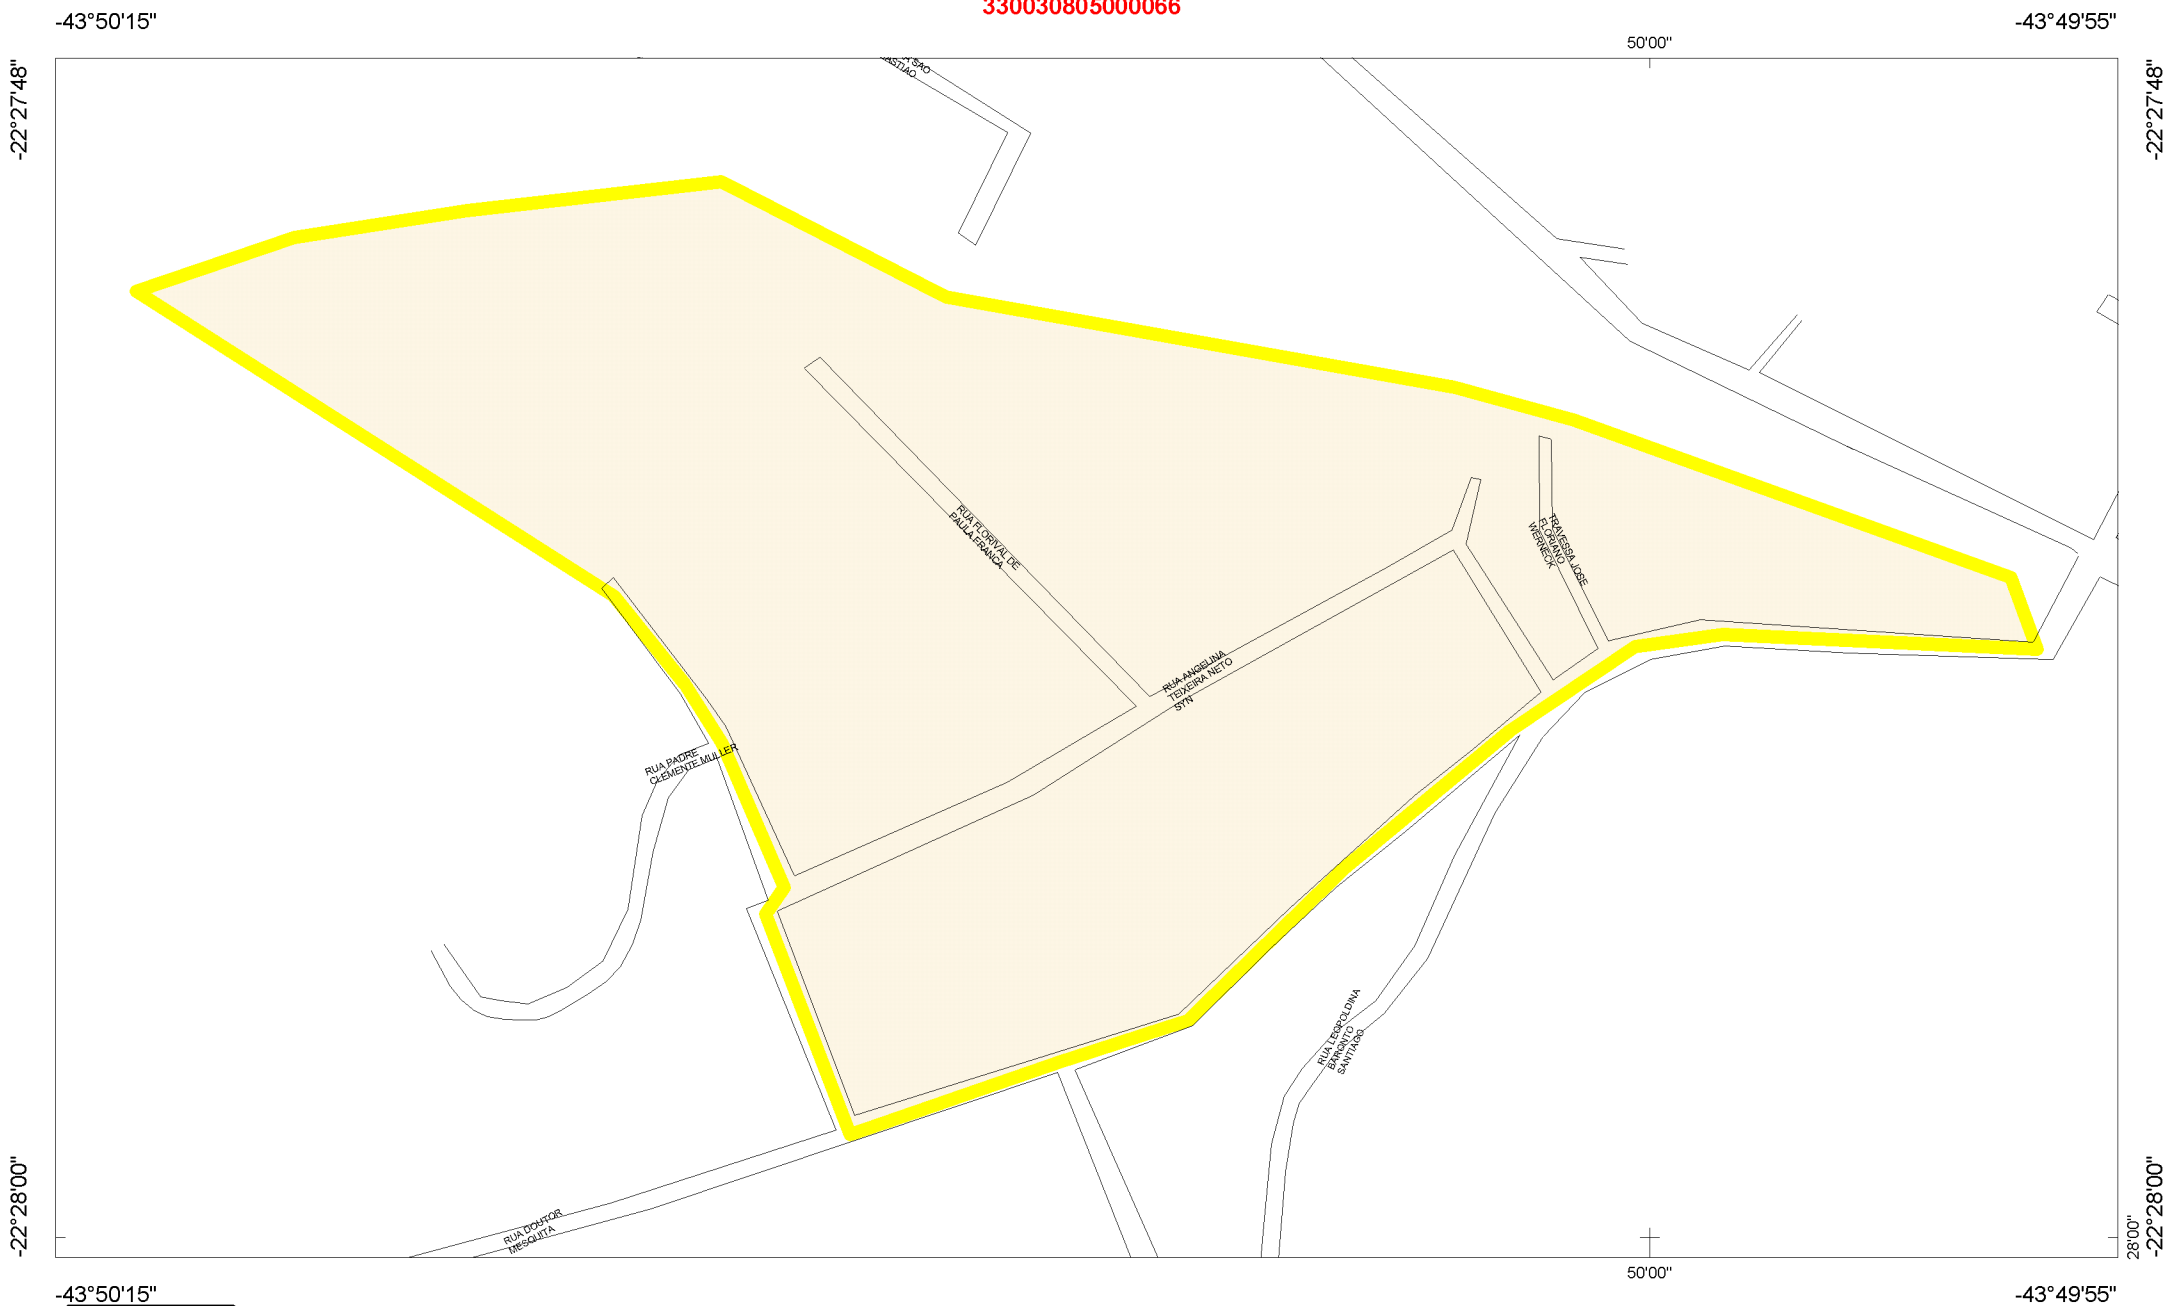 330030805000066
-43°50'15"
-43°49'55"
50'00"
-22°27'48"
-22°27'48"
A SAO
ASTIAO
RUA FLORIVAL DE
PAULA FRANCA
TRAVESSA JOSE
FLORIANO
WERNECK
RUA ANGELINA
TEIXEIRA NETO
SYN
RUA PADRE
CLEMENTE MULLER
RUA LEOPOLDINA
BARONTO
SANTIAGO
RUA DOUTOR
MESQUITA
-22°28'00"
28'00"
-22°28'00"
50'00"
-43°50'15"
-43°49'55"